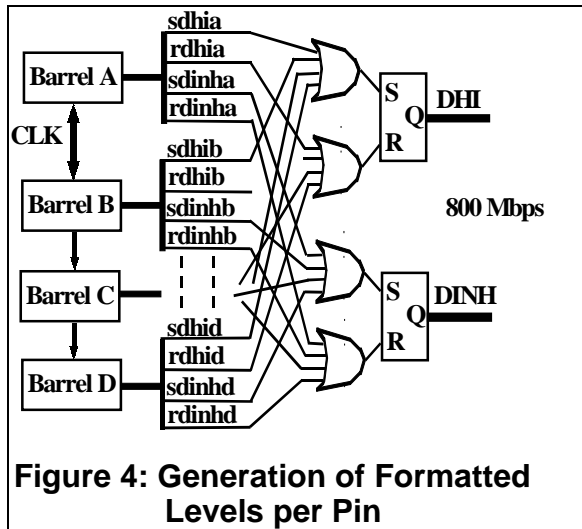 Barrel A
sdhia
rdhia
sdinha
rdinha
CLK
Barrel B
sdhib
rdhib
sdinhb
rdinhb
Barrel C
Barrel D
sdhid
rdhid
sdinhd
rdinhd
S
R
Q
DHI
800 Mbps
S
R
Q
DINH
Figure 4: Generation of Formatted
Levels per Pin